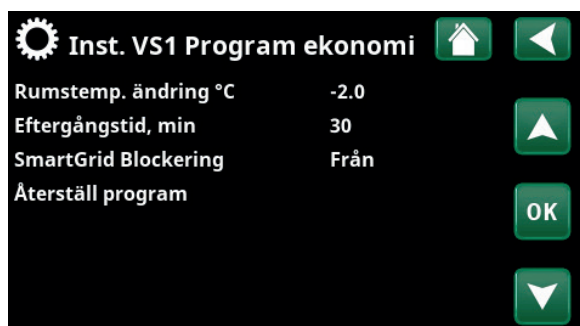 Inst. VS1 Program ekonomi
Rumstemp. ändring °C -2.0
Eftergångstid, min 30
SmartGrid Blockering Från
Återställ program
OK